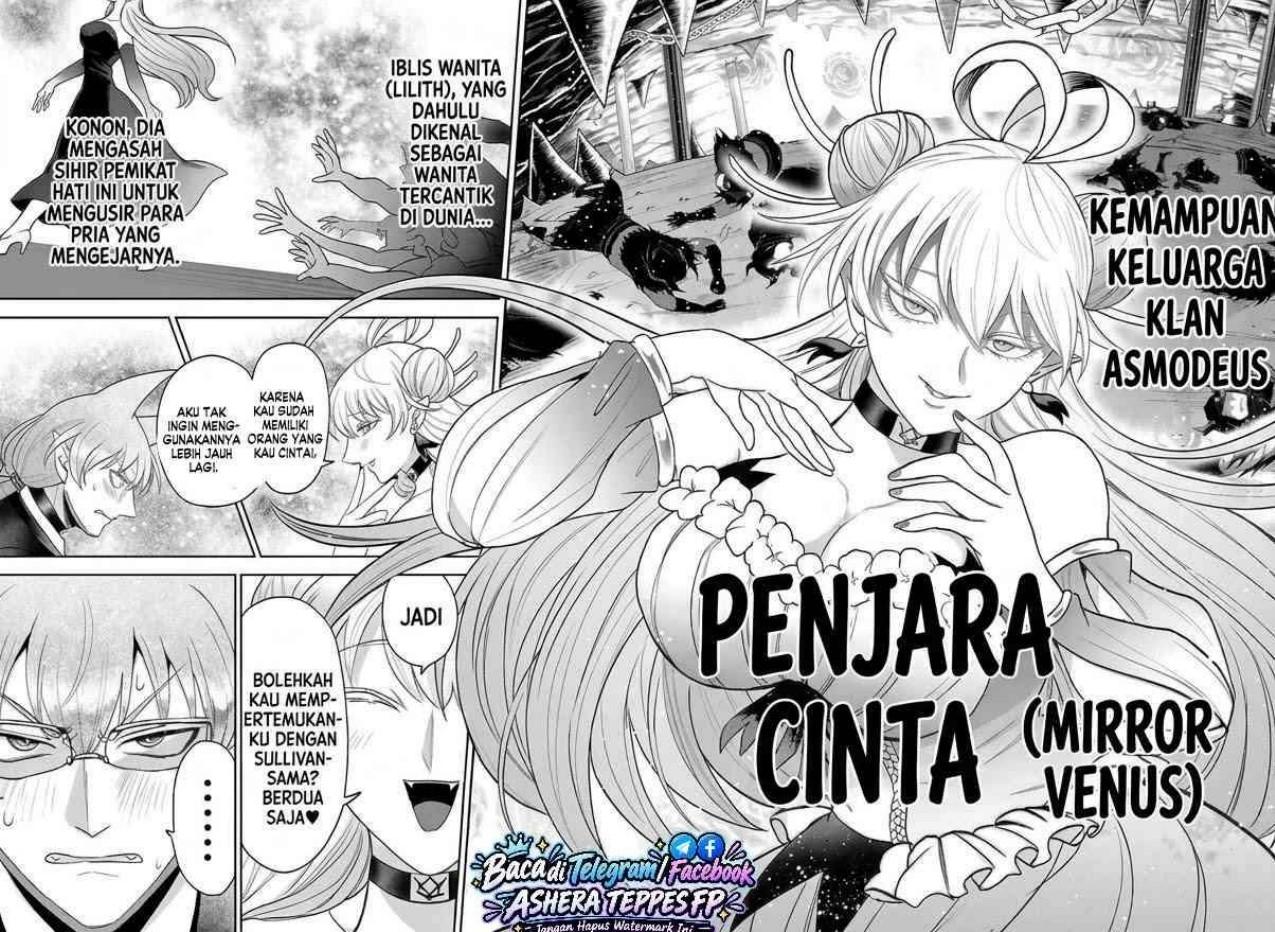 KEMAMPUAN
KELUARGA
KLAN
ASMODEUS
PENJARA
CINTA
(MIRROR
VENUS)
IBLIS WANITA
(LILITH), YANG
DAHULU
DIKENAL
SEBAGAI
WANITA
TERCANTIK
DI DUNIA...
KONON, DIA
MENGASAH
SIHIR PEMIKAT
HATI INI UNTUK
MENGUSIR PARA
PRIA YANG
MENGEJARNYA.
KARENA
KAU SUDAH
MEMILIKI
ORANG YANG
KAU CINTAI,
AKU TAK
INGIN MENG-
GUNAKANNYA
LEBIH JAUH
LAGI.
JADI
BOLEHKAH
KAU MEMP-
ERTEMUKAN-
KU DENGAN
SULLIVAN-
SAMA?
BERDUA
SAJA♥
.....
Baca di Telegram/Facebook
ASHERA TEPPES FP
- Jangan Hapus Watermark Ini -